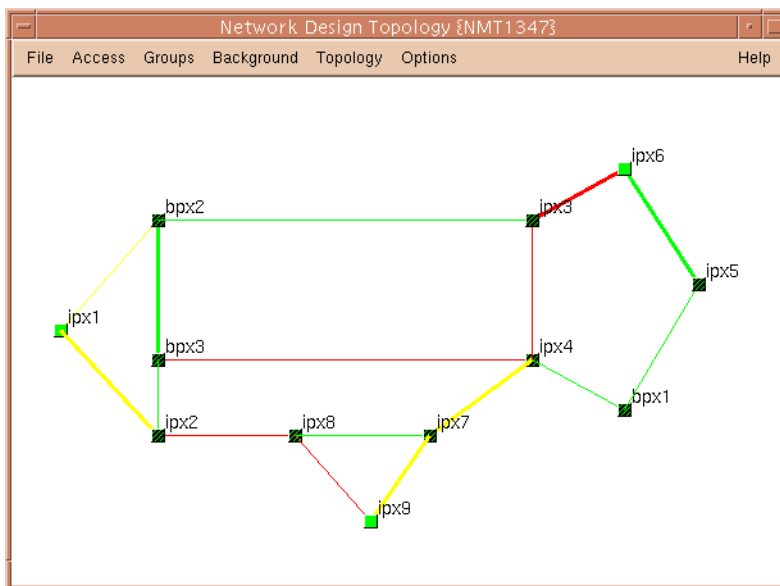 Network Design Topology {NMT1347}
File Access Groups Background Topology Options Help
ipx6
bpx2
ipx3
ipx5
ipx1
bpx3
ipx4
bpx1
ipx2
ipx8
ipx7
ipx9